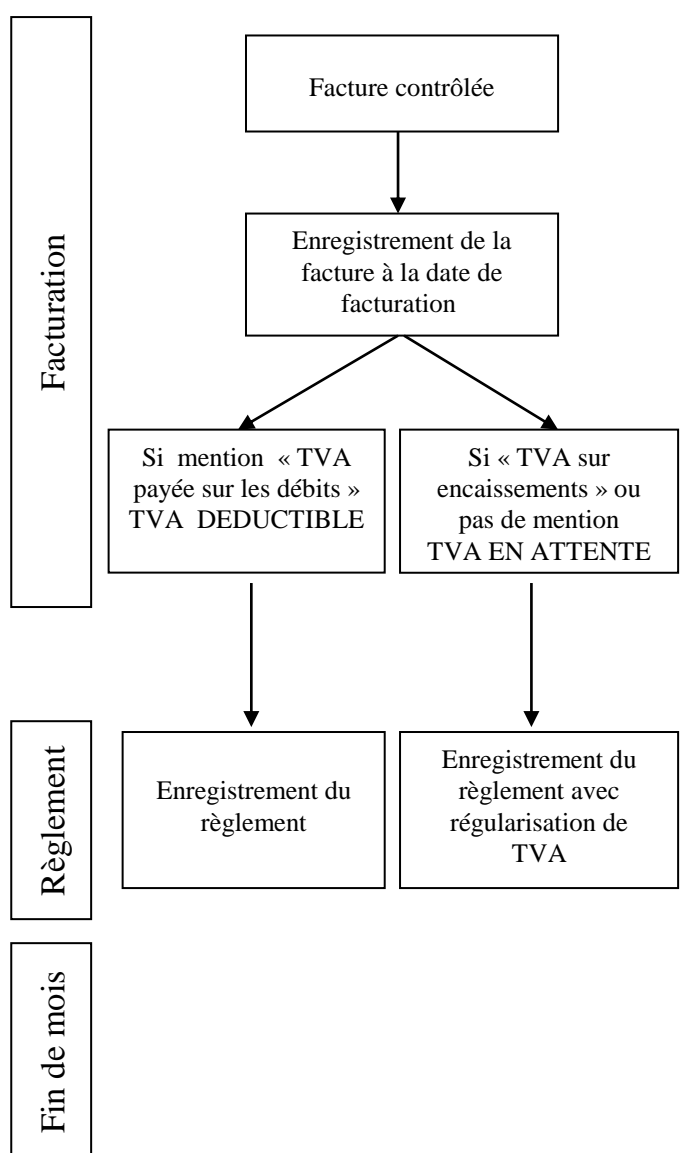 Facturation
Facture contrôlée
Enregistrement de la
facture à la date de
facturation
Si mention « TVA
payée sur les débits »
TVA DEDUCTIBLE
Si « TVA sur
encaissements » ou
pas de mention
TVA EN ATTENTE
Règlement
Enregistrement du
règlement
Enregistrement du
règlement avec
régularisation de
TVA
Fin de mois